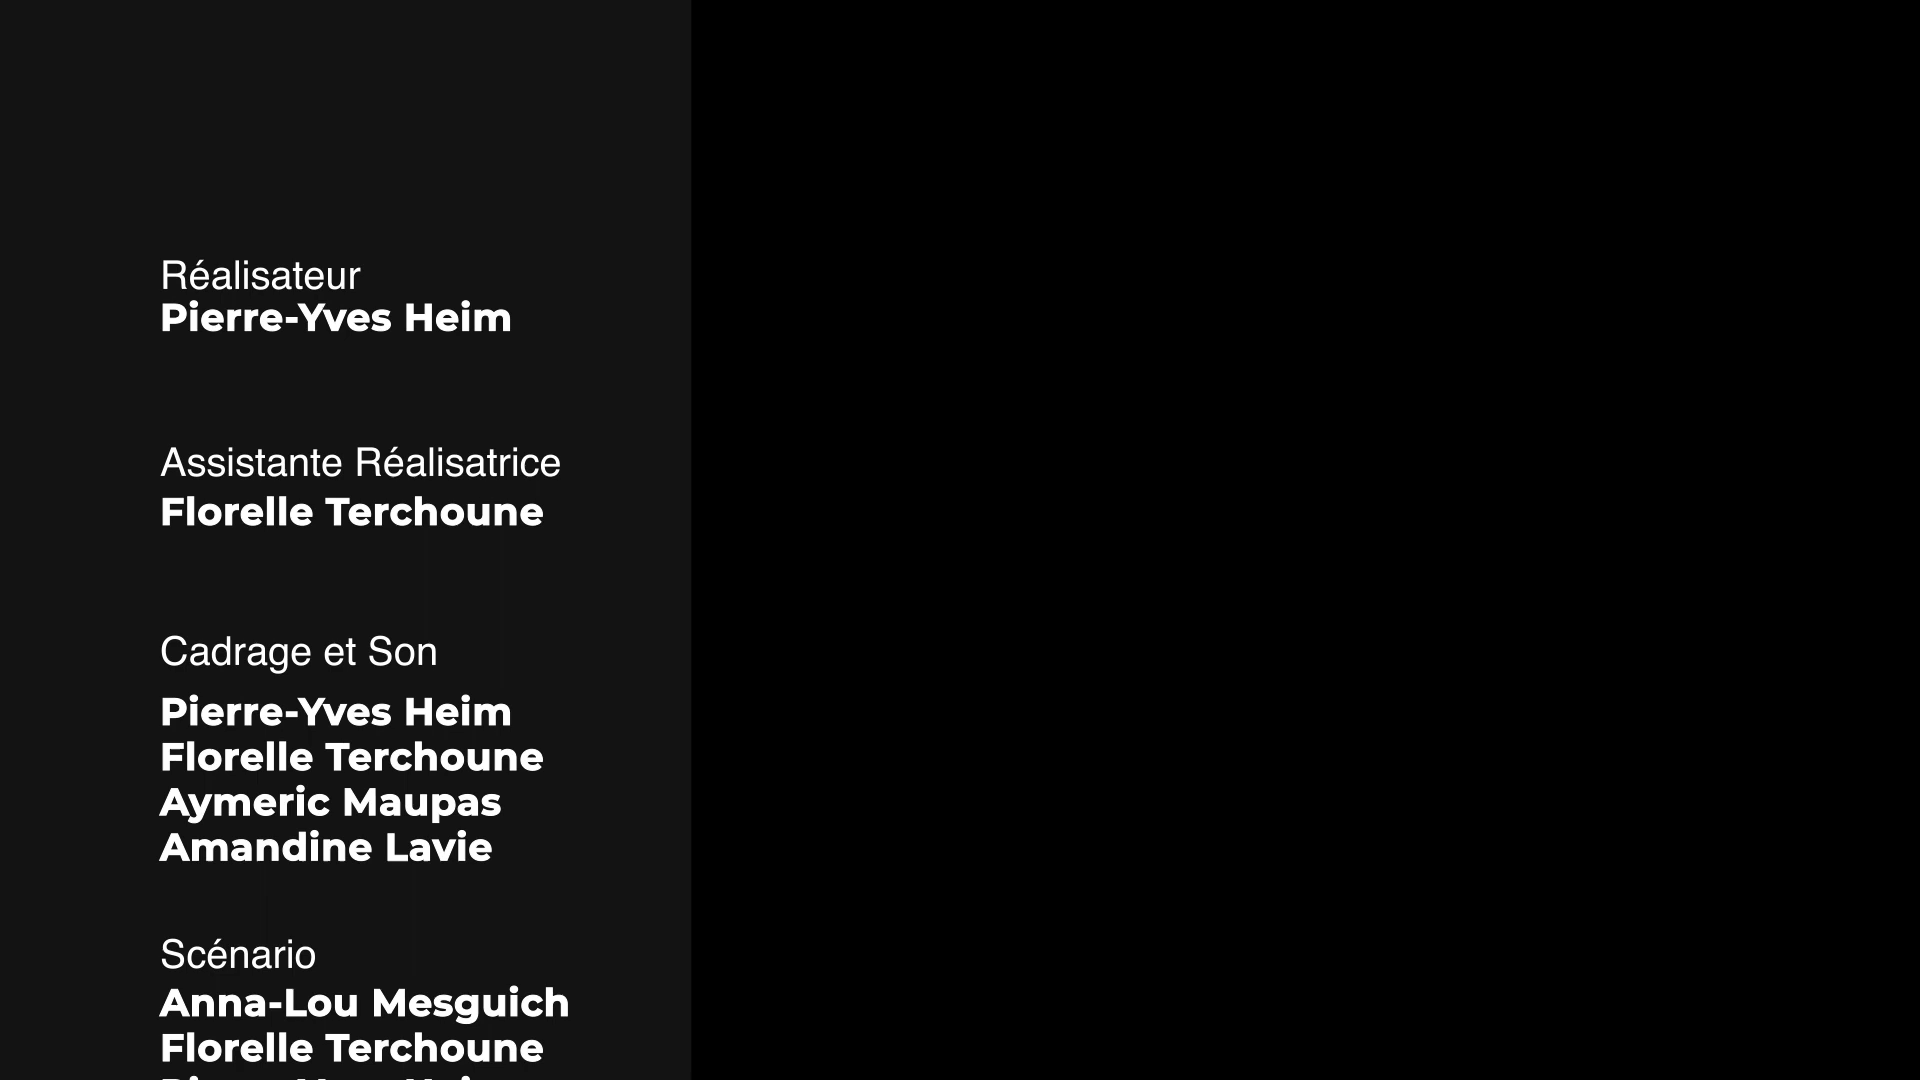 Réalisateur
Pierre-Yves Heim
Assistante Réalisatrice
Florelle Terchoune
Cadrage et Son
Pierre-Yves Heim
Florelle Terchoune
Aymeric Maupas
Amandine Lavie
Scénario
Anna-Lou Mesguich
Florelle Terchoune